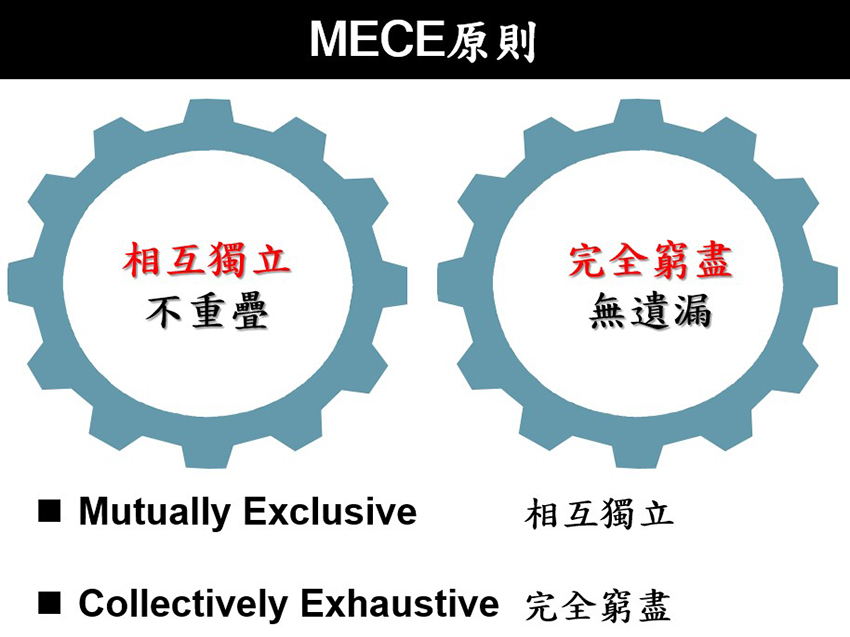 MECE原則
相互獨立
不重疊
完全窮盡
無遺漏
■ Mutually Exclusive 相互獨立
■ Collectively Exhaustive 完全窮盡